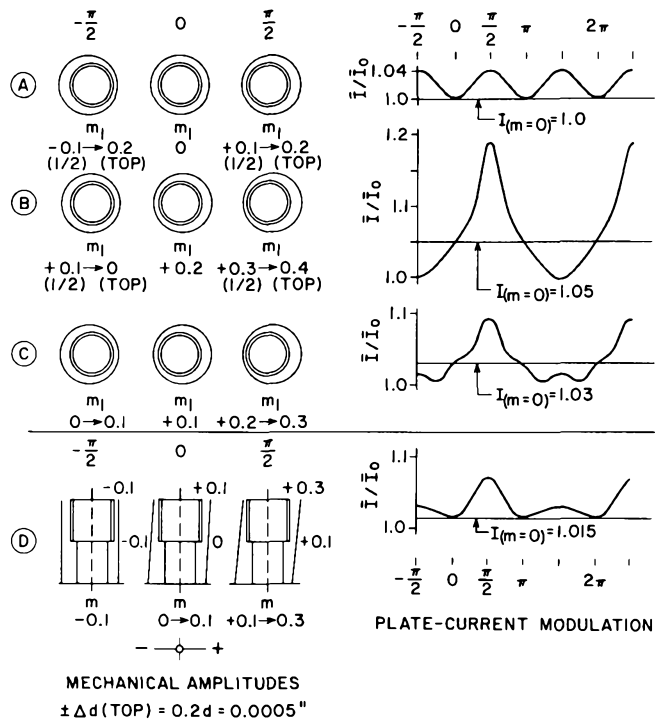 -π/2 0 π/2
A
m₁ m₁ m₁
-0.1→0.2 0 +0.1→0.2
(1/2) (TOP) (1/2) (TOP)
B
m₁ m₁ m₁
+0.1→0 +0.2 +0.3→0.4
(1/2) (TOP) (1/2) (TOP)
C
m₁ m₁ m₁
0→0.1 +0.1 +0.2→0.3
-π/2 0 π/2
-0.1 +0.1 +0.3
D
-0.1 0 +0.1
m m m
-0.1 0→0.1 +0.1→0.3
- +
MECHANICAL AMPLITUDES
±Δd(TOP) = 0.2d = 0.0005"
-π/2 0 π/2 π 2π
Ī/Ī₀
1.04
1.0
I(m=0)=1.0
Ī/Ī₀
1.2
1.1
1.0
I(m=0)=1.05
Ī/Ī₀
1.1
1.0
I(m=0)=1.03
Ī/Ī₀
1.1
1.0
I(m=0)=1.015
-π/2 0 π/2 π 2π
PLATE-CURRENT MODULATION